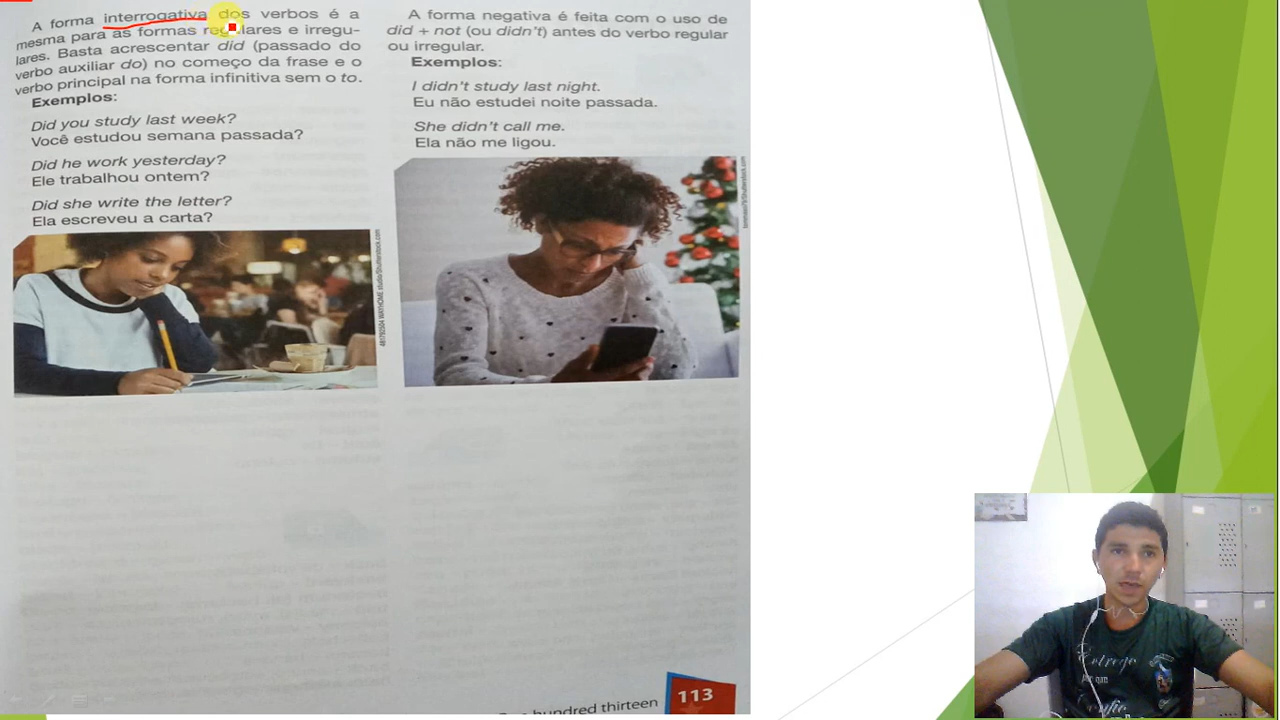 A forma interrogativa dos verbos é a
mesma para as formas regulares e irregu-
lares. Basta acrescentar did (passado do
verbo auxiliar do) no começo da frase e o
verbo principal na forma infinitiva sem o to.
Exemplos:
Did you study last week?
Você estudou semana passada?
Did he work yesterday?
Ele trabalhou ontem?
Did she write the letter?
Ela escreveu a carta?
A forma negativa é feita com o uso de
did + not (ou didn't) antes do verbo regular
ou irregular.
Exemplos:
I didn't study last night.
Eu não estudei noite passada.
She didn't call me.
Ela não me ligou.
hundred thirteen
113
Entrego
por que